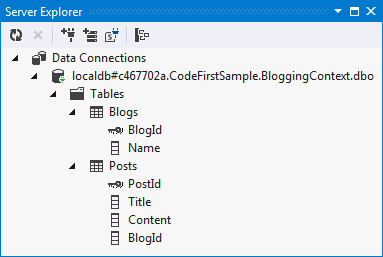 Server Explorer
Data Connections
localdb#c467702a.CodeFirstSample.BloggingContext.dbo
Tables
Blogs
BlogId
Name
Posts
PostId
Title
Content
BlogId